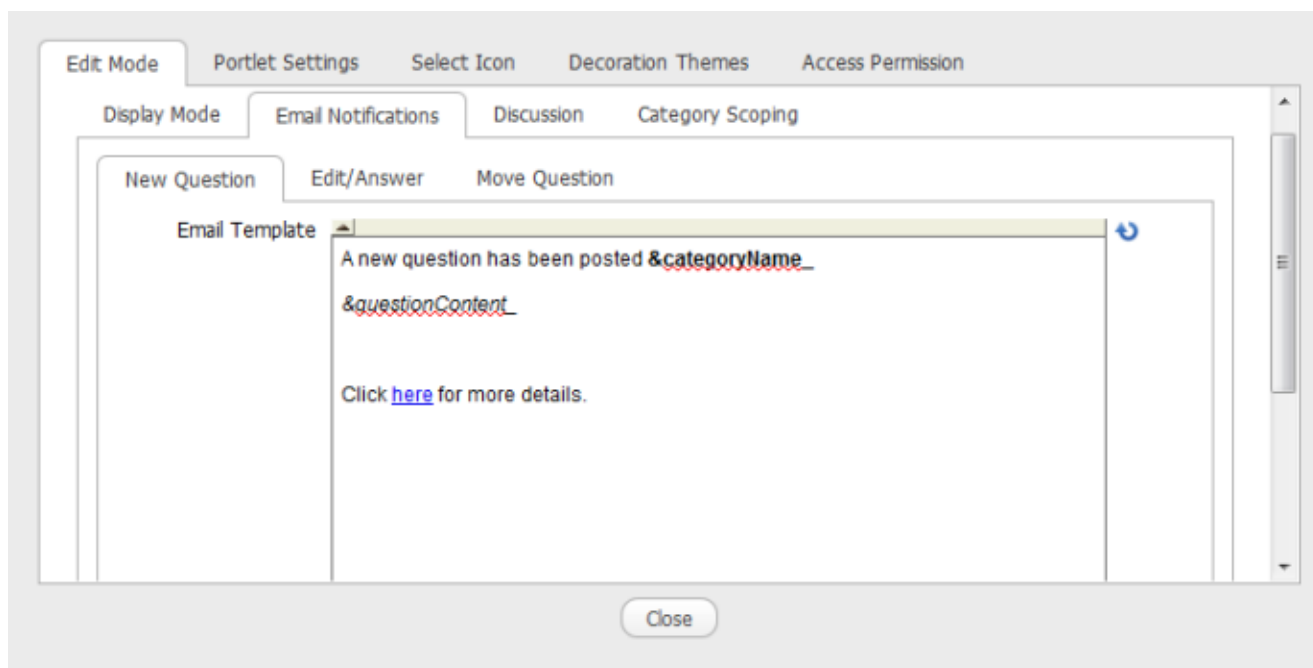 Edit Mode Portlet Settings Select Icon Decoration Themes Access Permission
Display Mode Email Notifications Discussion Category Scoping
New Question Edit/Answer Move Question
Email Template
A new question has been posted &categoryName_
&questionContent_
Click here for more details.
Close